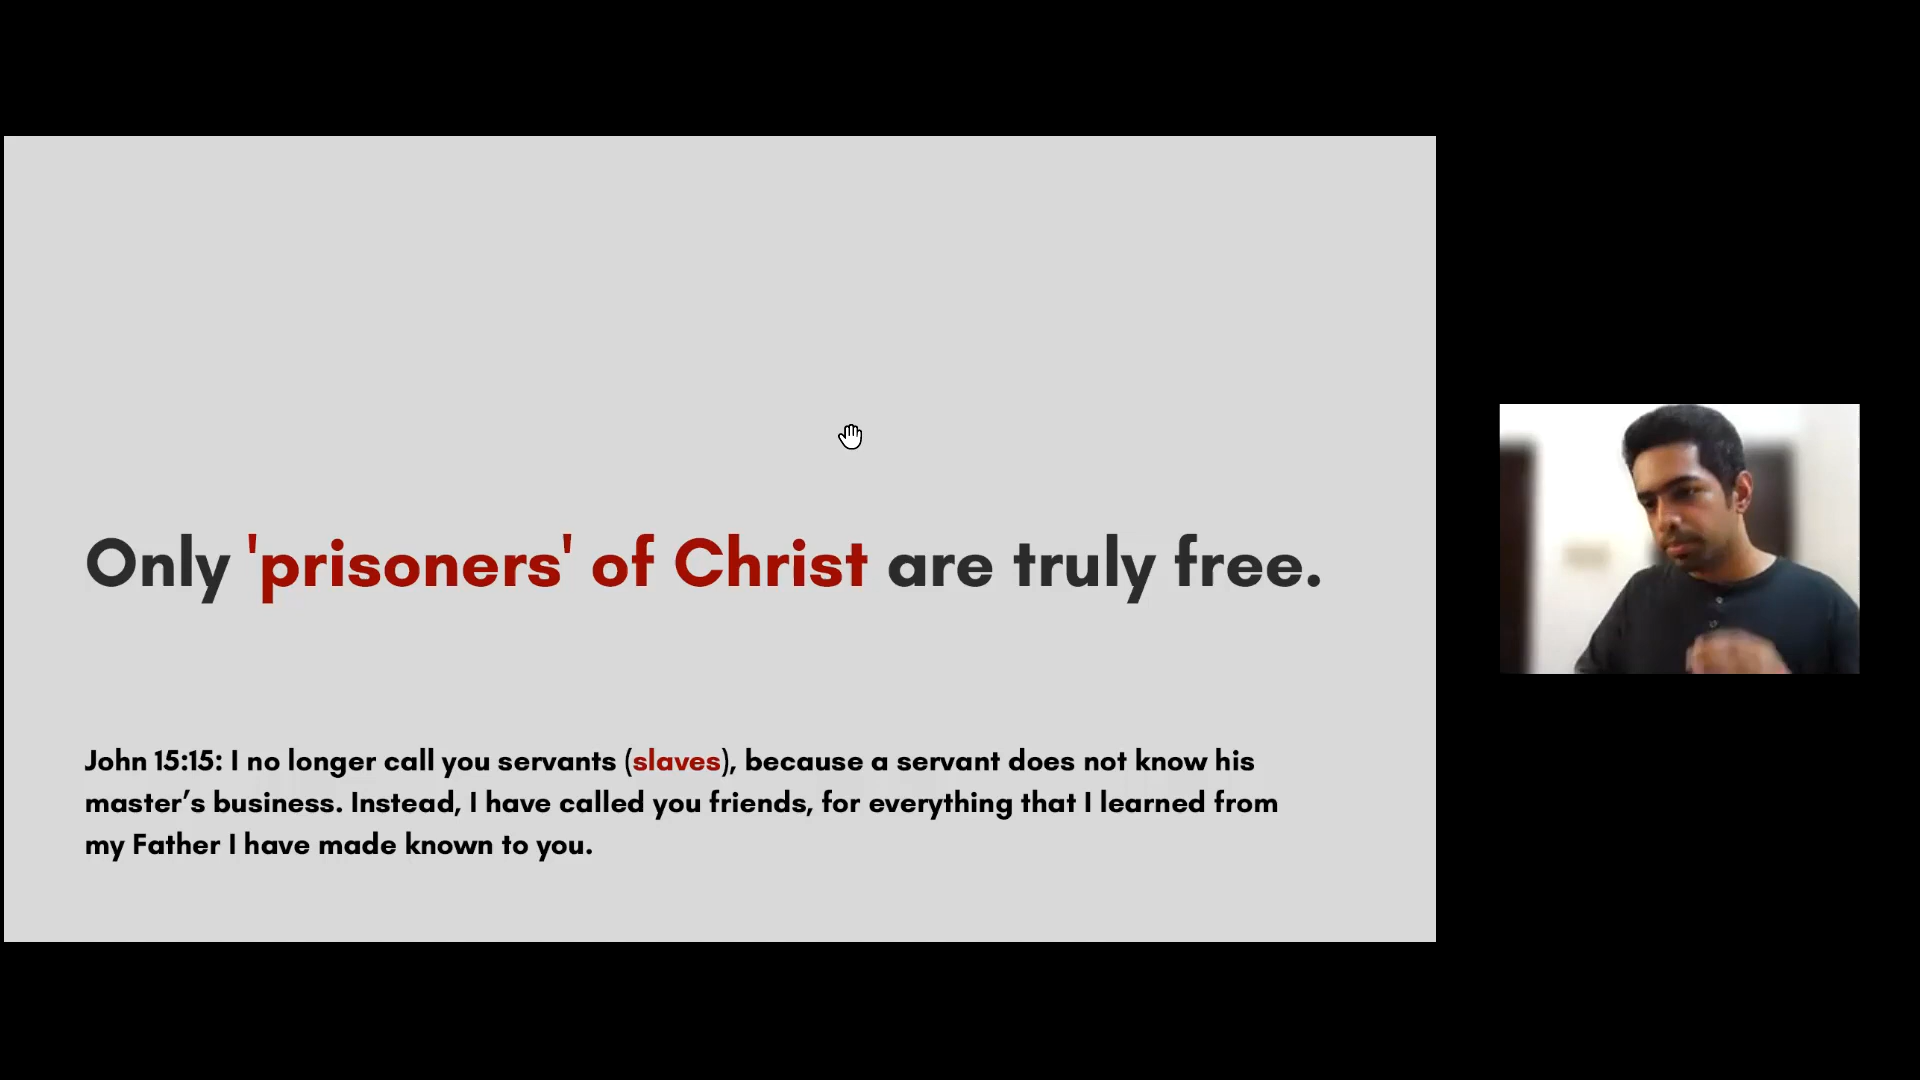 Only 'prisoners' of Christ are truly free.
John 15:15: I no longer call you servants (slaves), because a servant does not know his
master’s business. Instead, I have called you friends, for everything that I learned from
my Father I have made known to you.